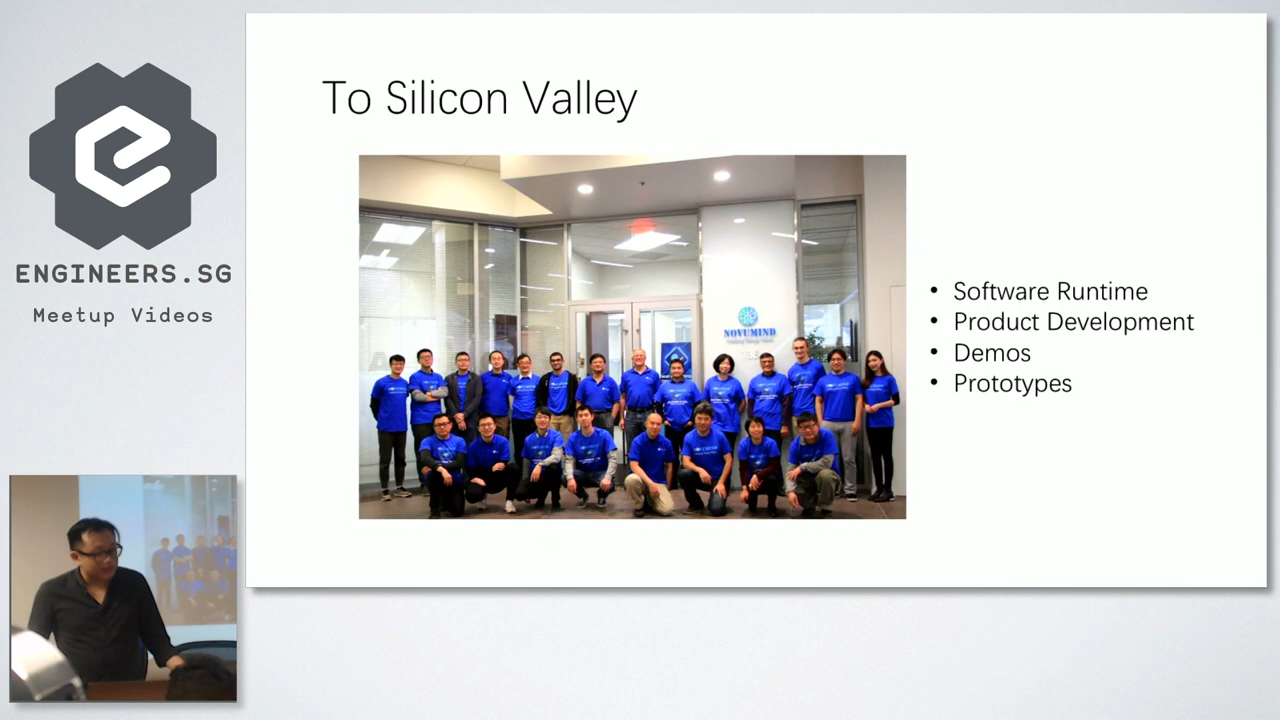 ENGINEERS.SG
Meetup Videos
To Silicon Valley
NOVUMIND
• Software Runtime
• Product Development
• Demos
• Prototypes